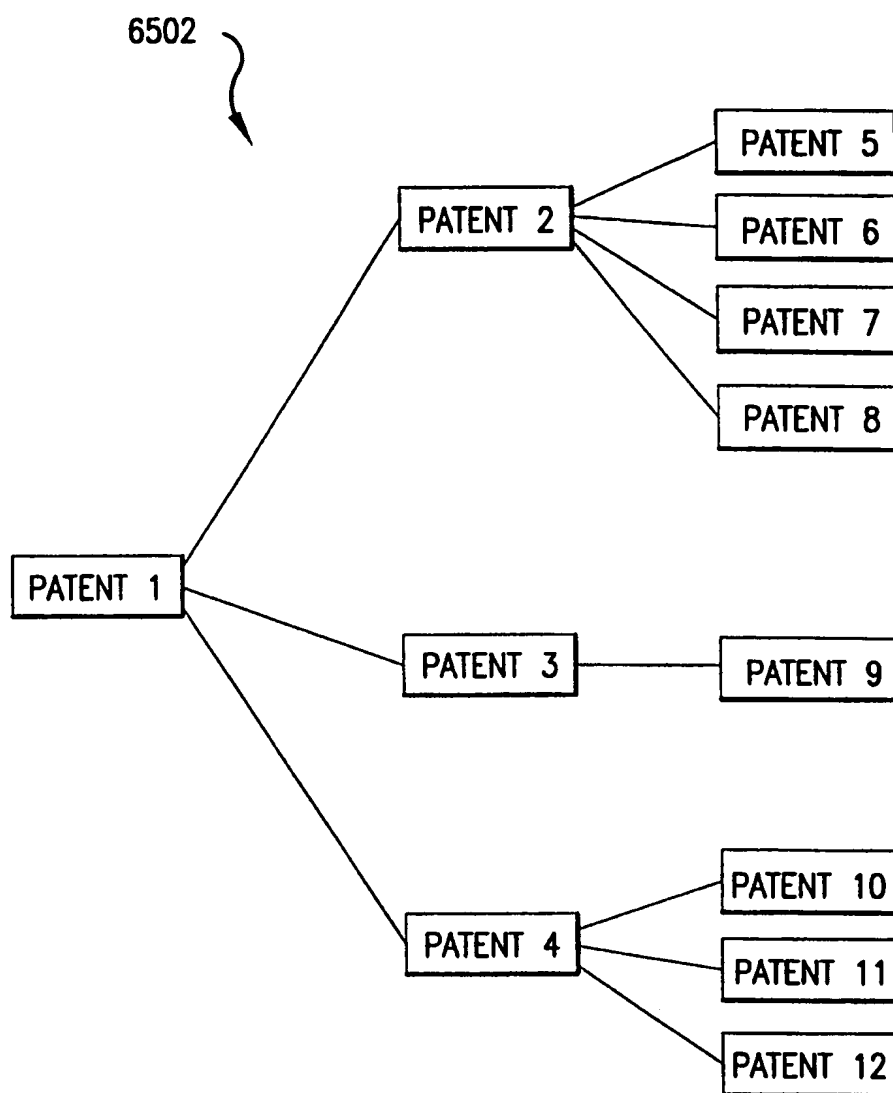 6502
PATENT 5
PATENT 2
PATENT 6
PATENT 7
PATENT 8
PATENT 1
PATENT 3
PATENT 9
PATENT 10
PATENT 4
PATENT 11
PATENT 12